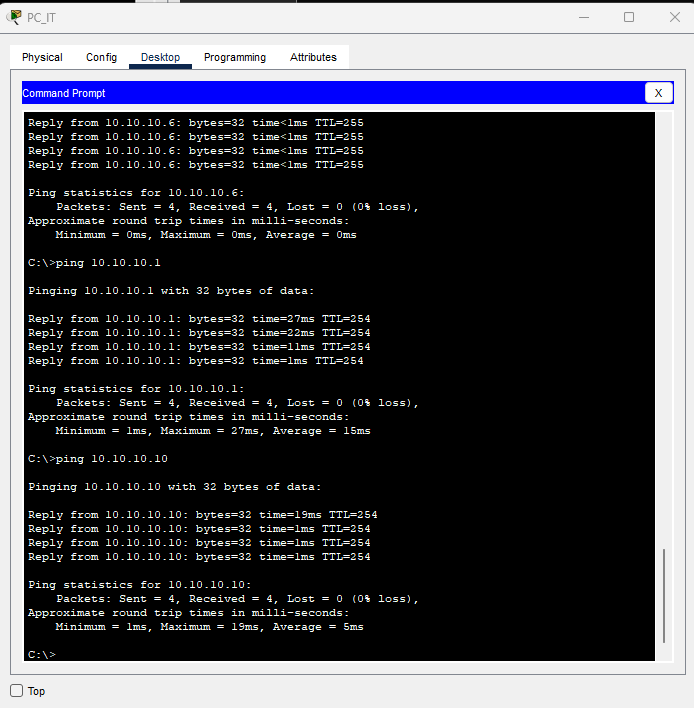 PC_IT
Physical Config Desktop Programming Attributes
Command Prompt X
Reply from 10.10.10.6: bytes=32 time<1ms TTL=255
Reply from 10.10.10.6: bytes=32 time<1ms TTL=255
Reply from 10.10.10.6: bytes=32 time<1ms TTL=255
Reply from 10.10.10.6: bytes=32 time<1ms TTL=255
Ping statistics for 10.10.10.6:
Packets: Sent = 4, Received = 4, Lost = 0 (0% loss),
Approximate round trip times in milli-seconds:
Minimum = 0ms, Maximum = 0ms, Average = 0ms
C:\>ping 10.10.10.1
Pinging 10.10.10.1 with 32 bytes of data:
Reply from 10.10.10.1: bytes=32 time=27ms TTL=254
Reply from 10.10.10.1: bytes=32 time=22ms TTL=254
Reply from 10.10.10.1: bytes=32 time=11ms TTL=254
Reply from 10.10.10.1: bytes=32 time=1ms TTL=254
Ping statistics for 10.10.10.1:
Packets: Sent = 4, Received = 4, Lost = 0 (0% loss),
Approximate round trip times in milli-seconds:
Minimum = 1ms, Maximum = 27ms, Average = 15ms
C:\>ping 10.10.10.10
Pinging 10.10.10.10 with 32 bytes of data:
Reply from 10.10.10.10: bytes=32 time=19ms TTL=254
Reply from 10.10.10.10: bytes=32 time=1ms TTL=254
Reply from 10.10.10.10: bytes=32 time=1ms TTL=254
Reply from 10.10.10.10: bytes=32 time=1ms TTL=254
Ping statistics for 10.10.10.10:
Packets: Sent = 4, Received = 4, Lost = 0 (0% loss),
Approximate round trip times in milli-seconds:
Minimum = 1ms, Maximum = 19ms, Average = 5ms
C:\>
Top